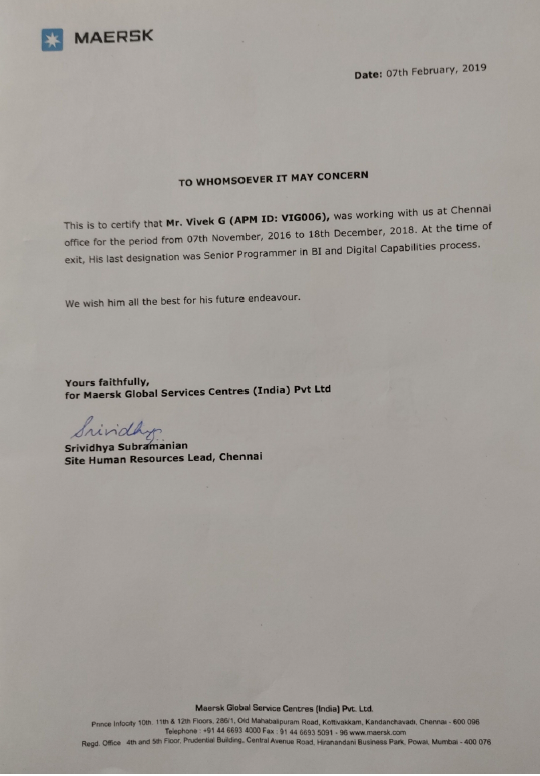 MAERSK
Date: 07th February, 2019
TO WHOMSOEVER IT MAY CONCERN
This is to certify that Mr. Vivek G (APM ID: VIG006), was working with us at Chennai
office for the period from 07th November, 2016 to 18th December, 2018. At the time of
exit, His last designation was Senior Programmer in BI and Digital Capabilities process.
We wish him all the best for his future endeavour.
Yours faithfully,
for Maersk Global Services Centres (India) Pvt Ltd
Srividhya
Srividhya Subramanian
Site Human Resources Lead, Chennai
Maersk Global Service Centres (India) Pvt. Ltd.
Prince Infocity 10th, 11th & 12th Floors, 286/1, Old Mahabalipuram Road, Kottivakkam, Kandanchavadi, Chennai - 600 096
Telephone : +91 44 6693 4000 Fax : 91 44 6693 5091 - 96 www.maersk.com
Regd. Office 4th and 5th Floor, Prudential Building, Central Avenue Road, Hiranandani Business Park, Powai, Mumbai - 400 076